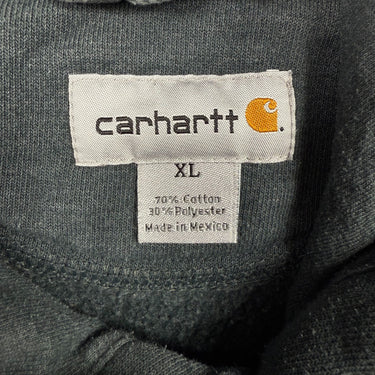 carhartt
XL
70% Cotton
30% Polyester
Made in Mexico